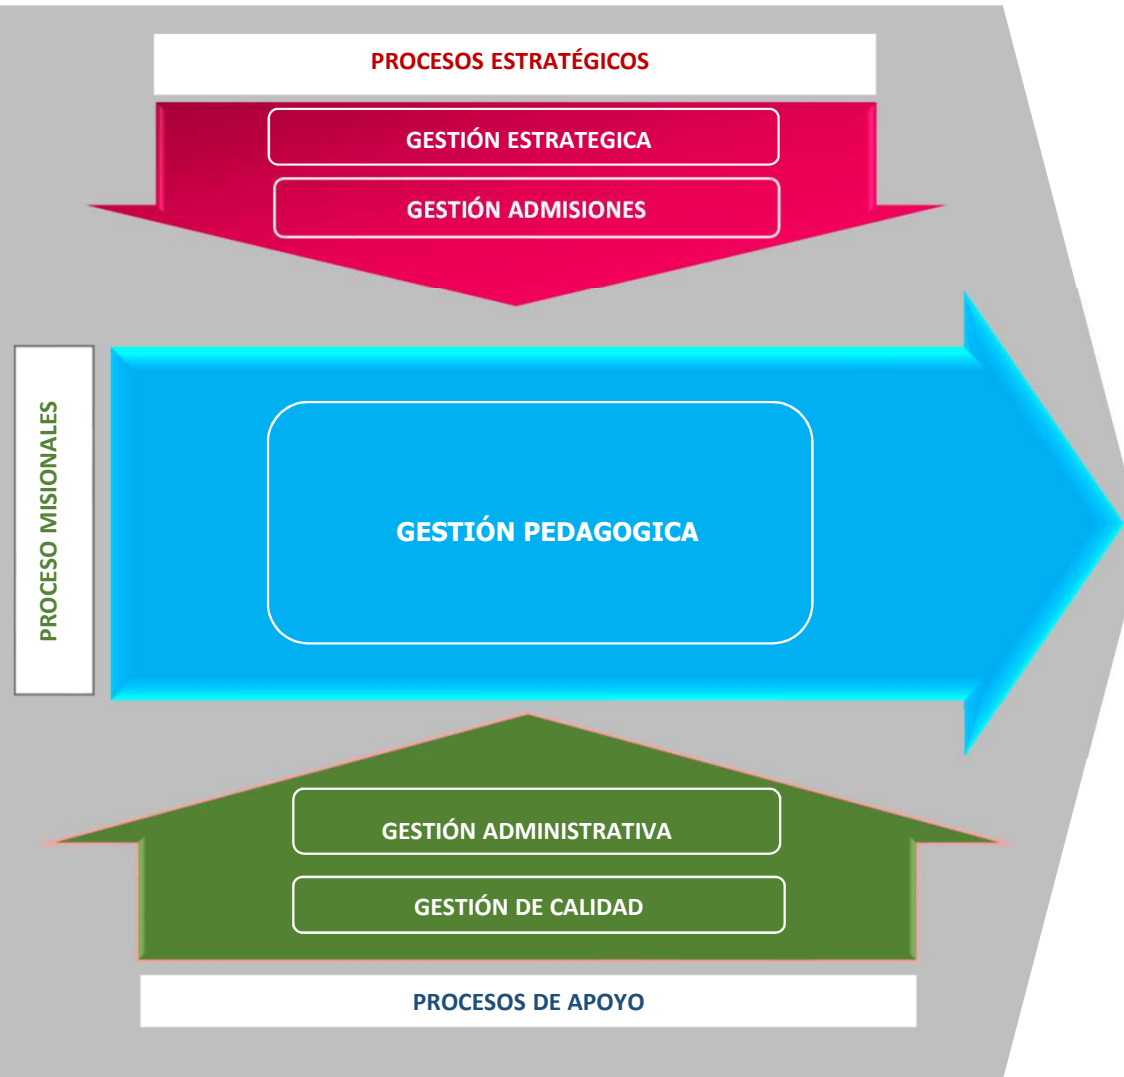 PROCESOS ESTRATÉGICOS
GESTIÓN ESTRATEGICA
GESTIÓN ADMISIONES
PROCESO MISIONALES
GESTIÓN PEDAGOGICA
GESTIÓN ADMINISTRATIVA
GESTIÓN DE CALIDAD
PROCESOS DE APOYO